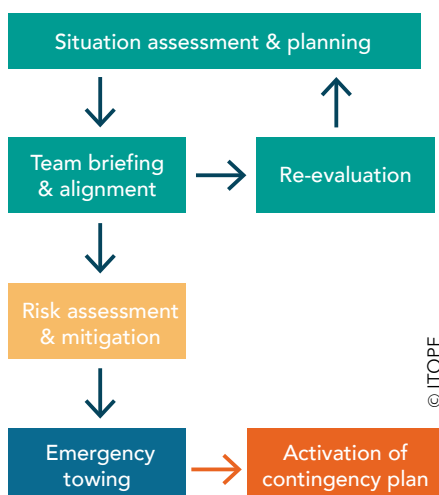 Situation assessment & planning
Team briefing
& alignment
Re-evaluation
Risk assessment
& mitigation
Emergency
towing
Activation of
contingency plan
© ITOPF